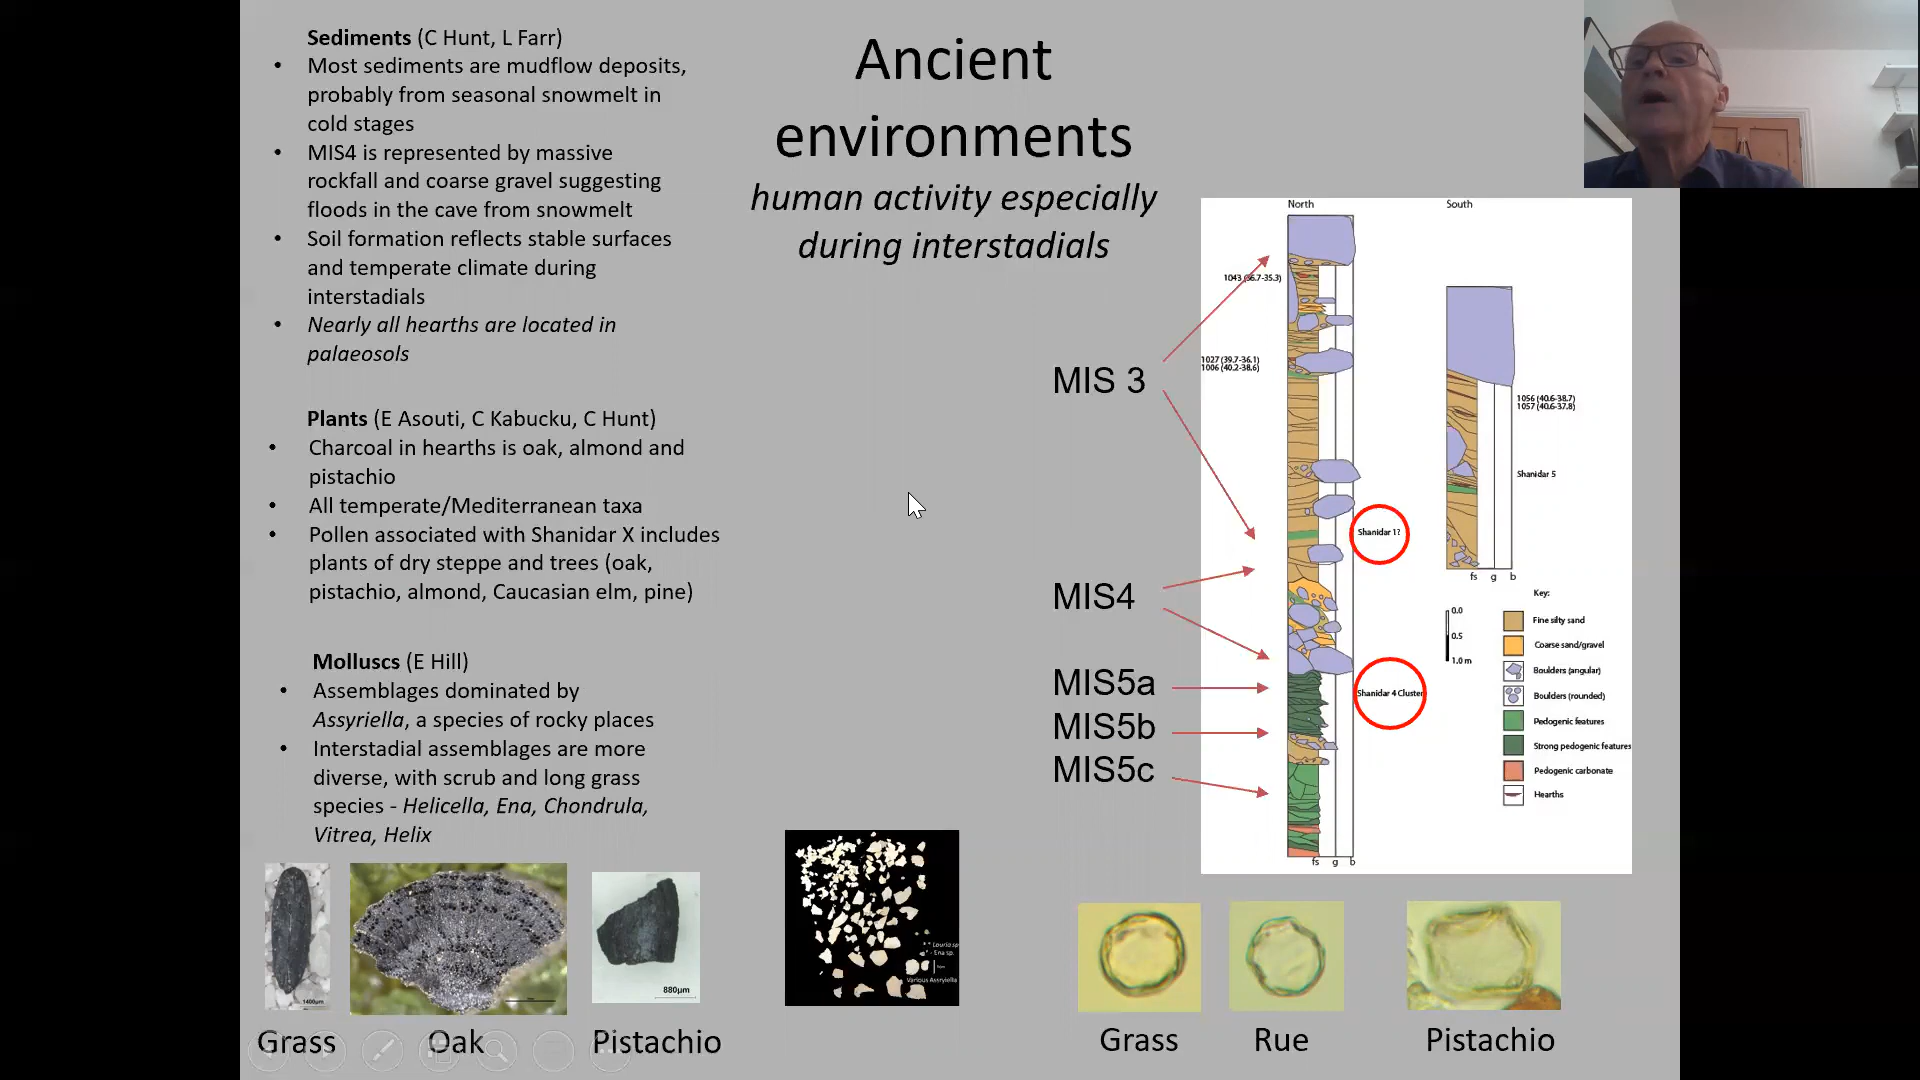 Sediments (C Hunt, L Farr)
• Most sediments are mudflow deposits,
probably from seasonal snowmelt in
cold stages
• MIS4 is represented by massive
rockfall and coarse gravel suggesting
floods in the cave from snowmelt
• Soil formation reflects stable surfaces
and temperate climate during
interstadials
• Nearly all hearths are located in
palaeosols
Plants (E Asouti, C Kabucku, C Hunt)
• Charcoal in hearths is oak, almond and
pistachio
• All temperate/Mediterranean taxa
• Pollen associated with Shanidar X includes
plants of dry steppe and trees (oak,
pistachio, almond, Caucasian elm, pine)
Molluscs (E Hill)
• Assemblages dominated by
Assyriella, a species of rocky places
• Interstadial assemblages are more
diverse, with scrub and long grass
species - Helicella, Ena, Chondrula,
Vitrea, Helix
1400µm
880µm
Grass
Oak
Pistachio
Ancient
environments
human activity especially
during interstadials
MIS 3
MIS4
MIS5a
MIS5b
MIS5c
North
1043 (36.7-35.3)
1027 (39.7-36.1)
1006 (40.2-38.6)
Shanidar 1?
Shanidar 4 Cluster
fs g b
South
1056 (40.6-38.7)
1057 (40.6-37.8)
Shanidar 5
fs g b
0.0
0.5
1.0 m
Key:
Fine silty sand
Coarse sand/gravel
Boulders (angular)
Boulders (rounded)
Pedogenic features
Strong pedogenic features
Pedogenic carbonate
Hearths
Ena sp.
Various Assyriella
Grass
Rue
Pistachio